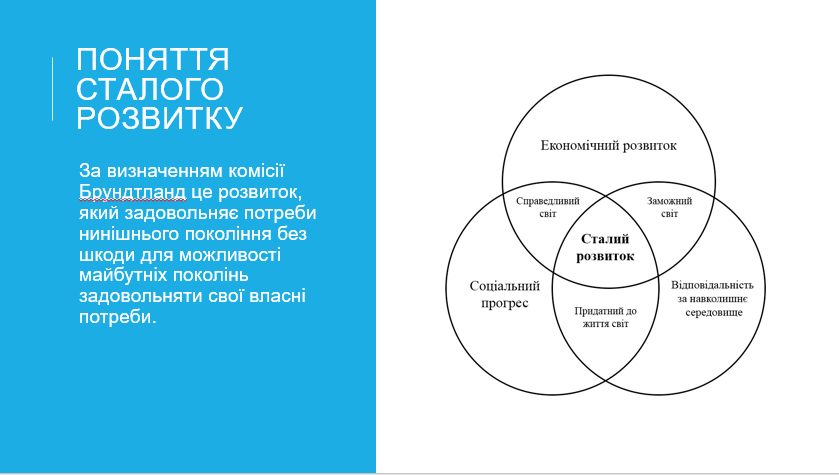 ПОНЯТТЯ
СТАЛОГО
РОЗВИТКУ
За визначенням комісії
Брундтланд це розвиток,
який задовольняє потреби
нинішнього покоління без
шкоди для можливості
майбутніх поколінь
задовольняти свої власні
потреби.
Економічний розвиток
Справедливий
світ
Заможний
світ
Сталий
розвиток
Соціальний
прогрес
Відповідальність
за навколишнє
середовище
Придатний до
життя світ